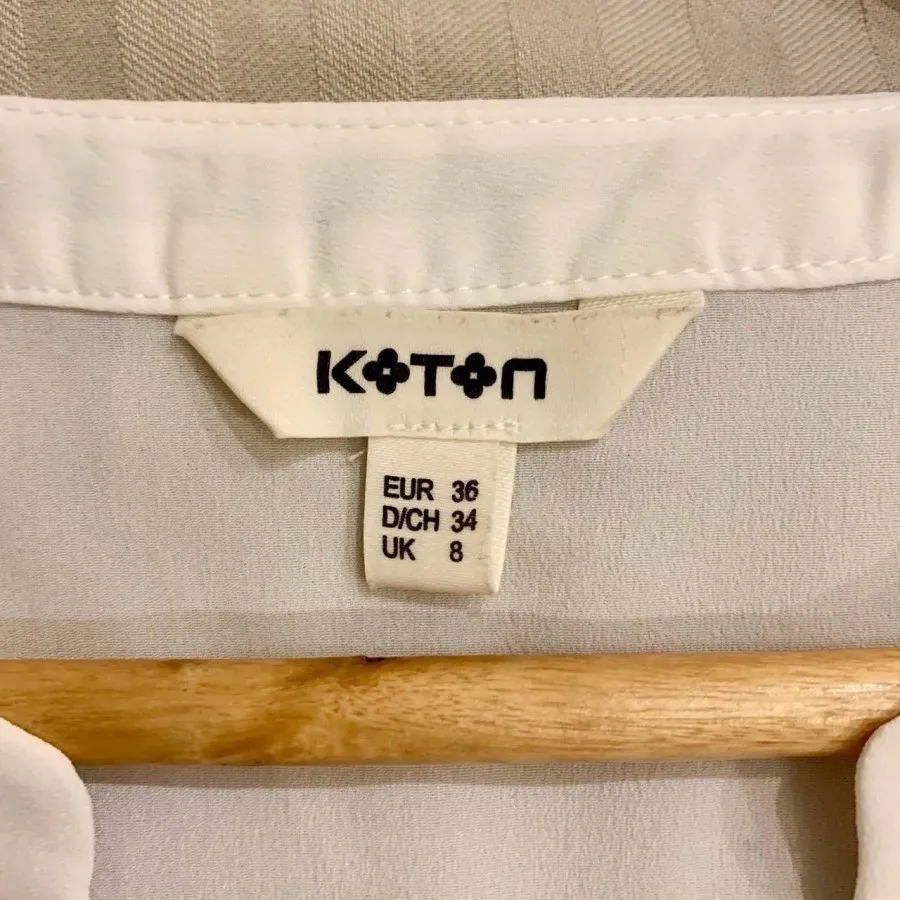 KOTON
EUR 36
D/CH 34
UK 8